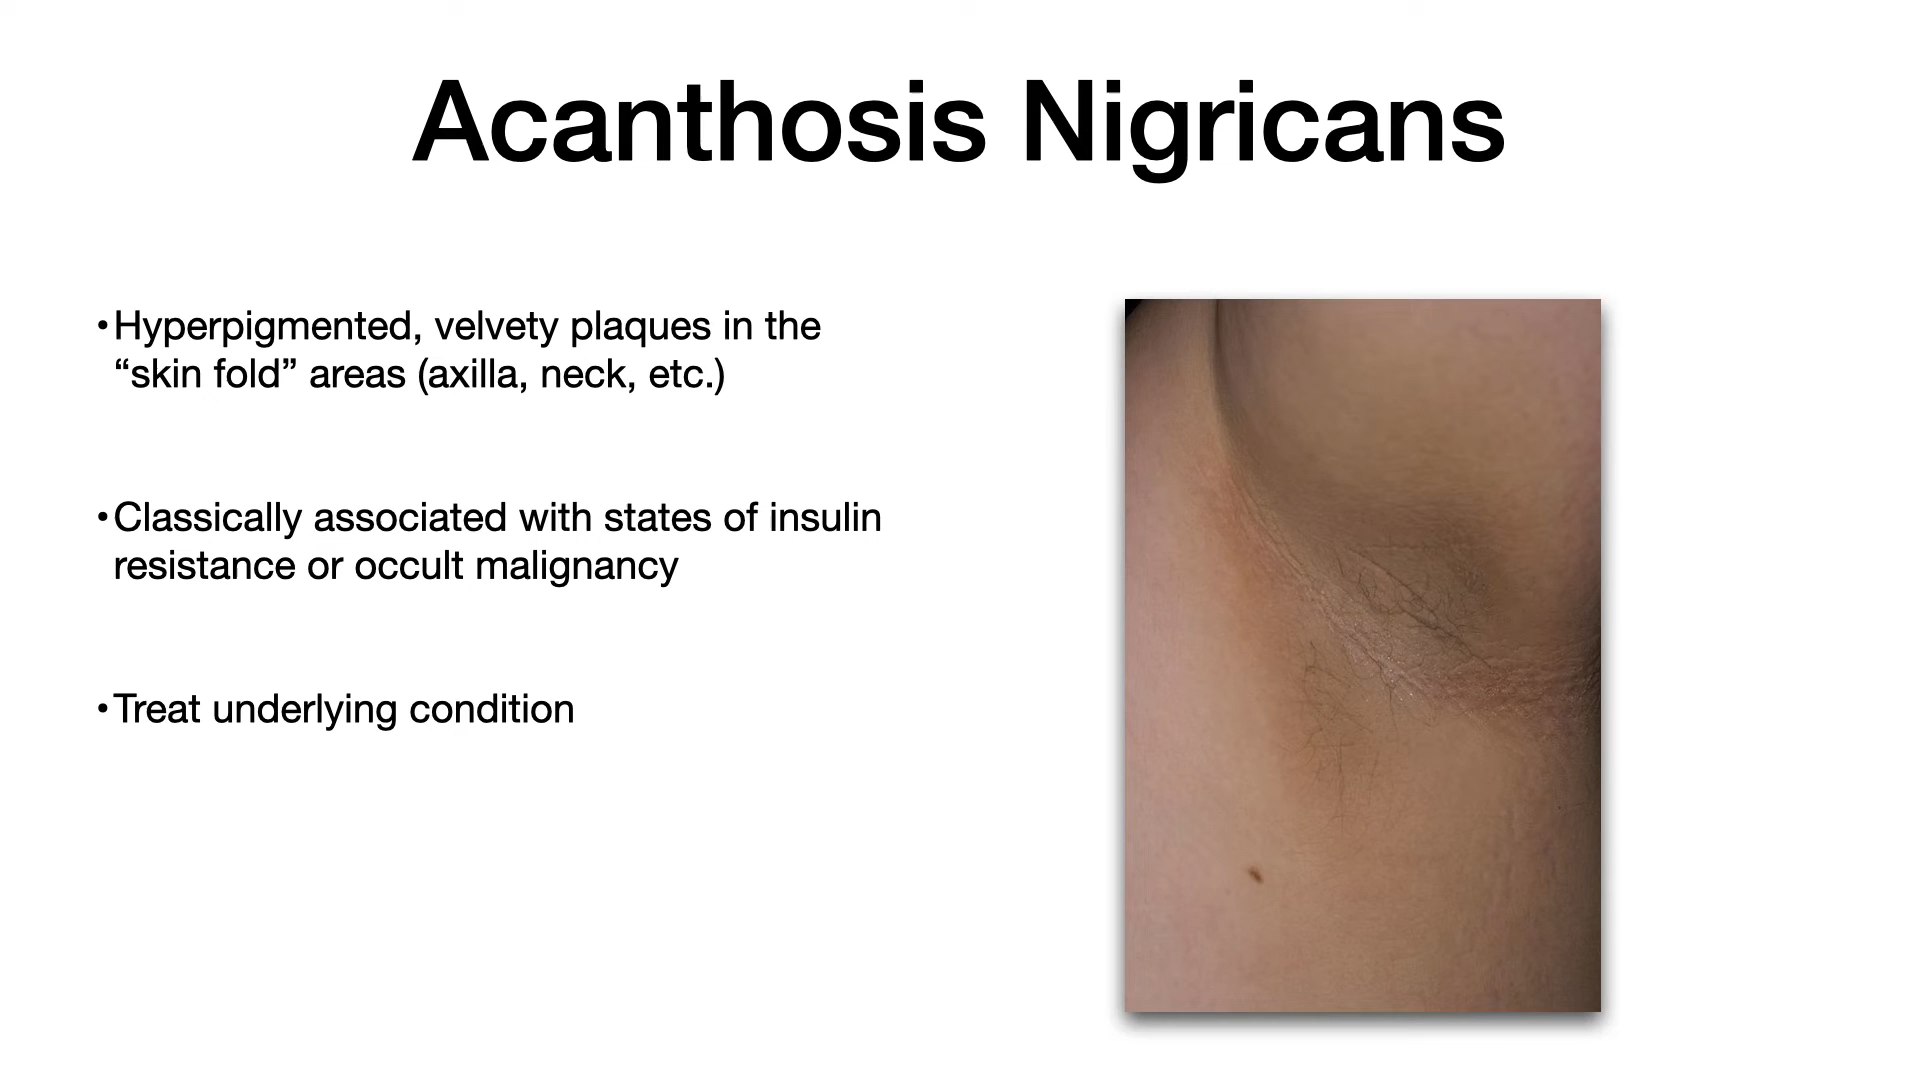 Acanthosis Nigricans
•Hyperpigmented, velvety plaques in the
“skin fold” areas (axilla, neck, etc.)
•Classically associated with states of insulin
resistance or occult malignancy
•Treat underlying condition